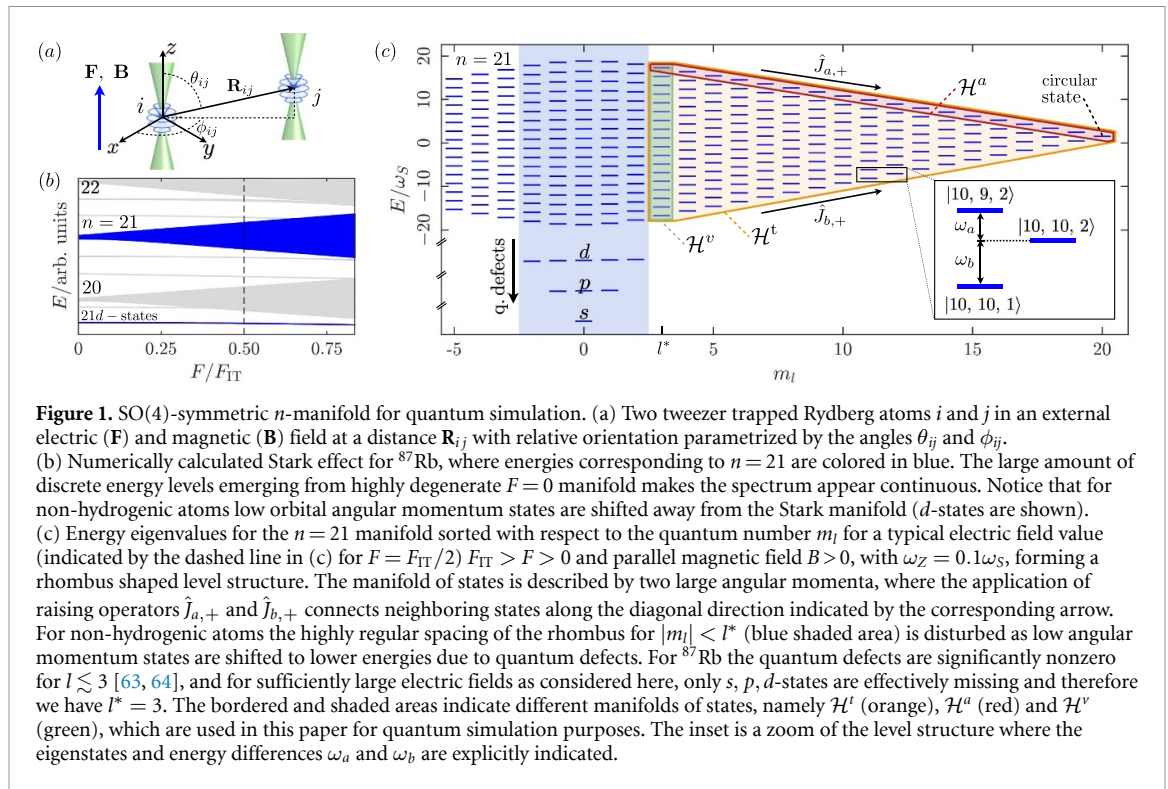 (a)
z
F, B
θij
Rij
i
j
ϕij
x
y
(b)
22
n = 21
20
21d − states
E/arb. units
0
0.25
0.50
0.75
F/FIT
(c)
20
n = 21
10
0
−10
−20
E/ωS
Ĵa,+
ℋa
circular
state
Ĵb,+
ℋv
ℋt
q. defects
d
p
s
|10, 9, 2⟩
ωa
|10, 10, 2⟩
ωb
|10, 10, 1⟩
-5
0
l*
5
10
15
20
ml
Figure 1. SO(4)-symmetric n-manifold for quantum simulation. (a) Two tweezer trapped Rydberg atoms i and j in an external
electric (F) and magnetic (B) field at a distance Rij with relative orientation parametrized by the angles θij and ϕij.
(b) Numerically calculated Stark effect for ⁸⁷Rb, where energies corresponding to n = 21 are colored in blue. The large amount of
discrete energy levels emerging from highly degenerate F = 0 manifold makes the spectrum appear continuous. Notice that for
non-hydrogenic atoms low orbital angular momentum states are shifted away from the Stark manifold (d-states are shown).
(c) Energy eigenvalues for the n = 21 manifold sorted with respect to the quantum number ml for a typical electric field value
(indicated by the dashed line in (c) for F = FIT/2) FIT > F > 0 and parallel magnetic field B > 0, with ωZ = 0.1ωS, forming a
rhombus shaped level structure. The manifold of states is described by two large angular momenta, where the application of
raising operators Ĵa,+ and Ĵb,+ connects neighboring states along the diagonal direction indicated by the corresponding arrow.
For non-hydrogenic atoms the highly regular spacing of the rhombus for |ml| < l* (blue shaded area) is disturbed as low angular
momentum states are shifted to lower energies due to quantum defects. For ⁸⁷Rb the quantum defects are significantly nonzero
for l ≲ 3 [63, 64], and for sufficiently large electric fields as considered here, only s, p, d-states are effectively missing and therefore
we have l* = 3. The bordered and shaded areas indicate different manifolds of states, namely ℋt (orange), ℋa (red) and ℋv
(green), which are used in this paper for quantum simulation purposes. The inset is a zoom of the level structure where the
eigenstates and energy differences ωa and ωb are explicitly indicated.